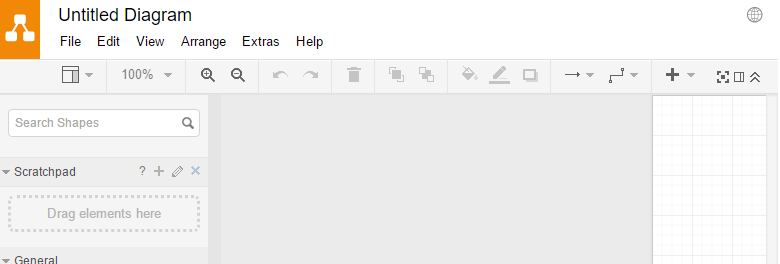 Untitled Diagram
File Edit View Arrange Extras Help
100%
Search Shapes
Scratchpad ?
Drag elements here
General